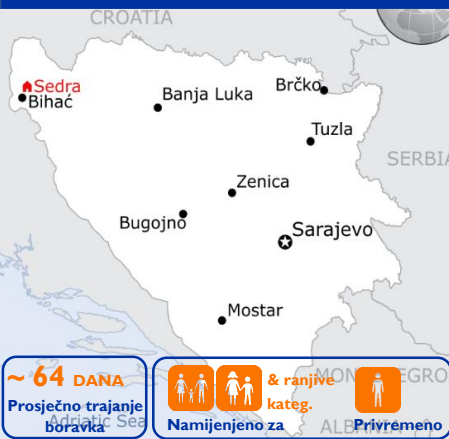 CROATIA
Sedra
Bihać
Banja Luka
Brčko
Tuzla
SERBIA
Zenica
Bugojno
Sarajevo
Mostar
MONTENEGRO
~ 64 DANA
Prosječno trajanje
boravka
Adriatic Sea
& ranjive
kateg.
Namijenjeno za
Privremeno
ALBANIA